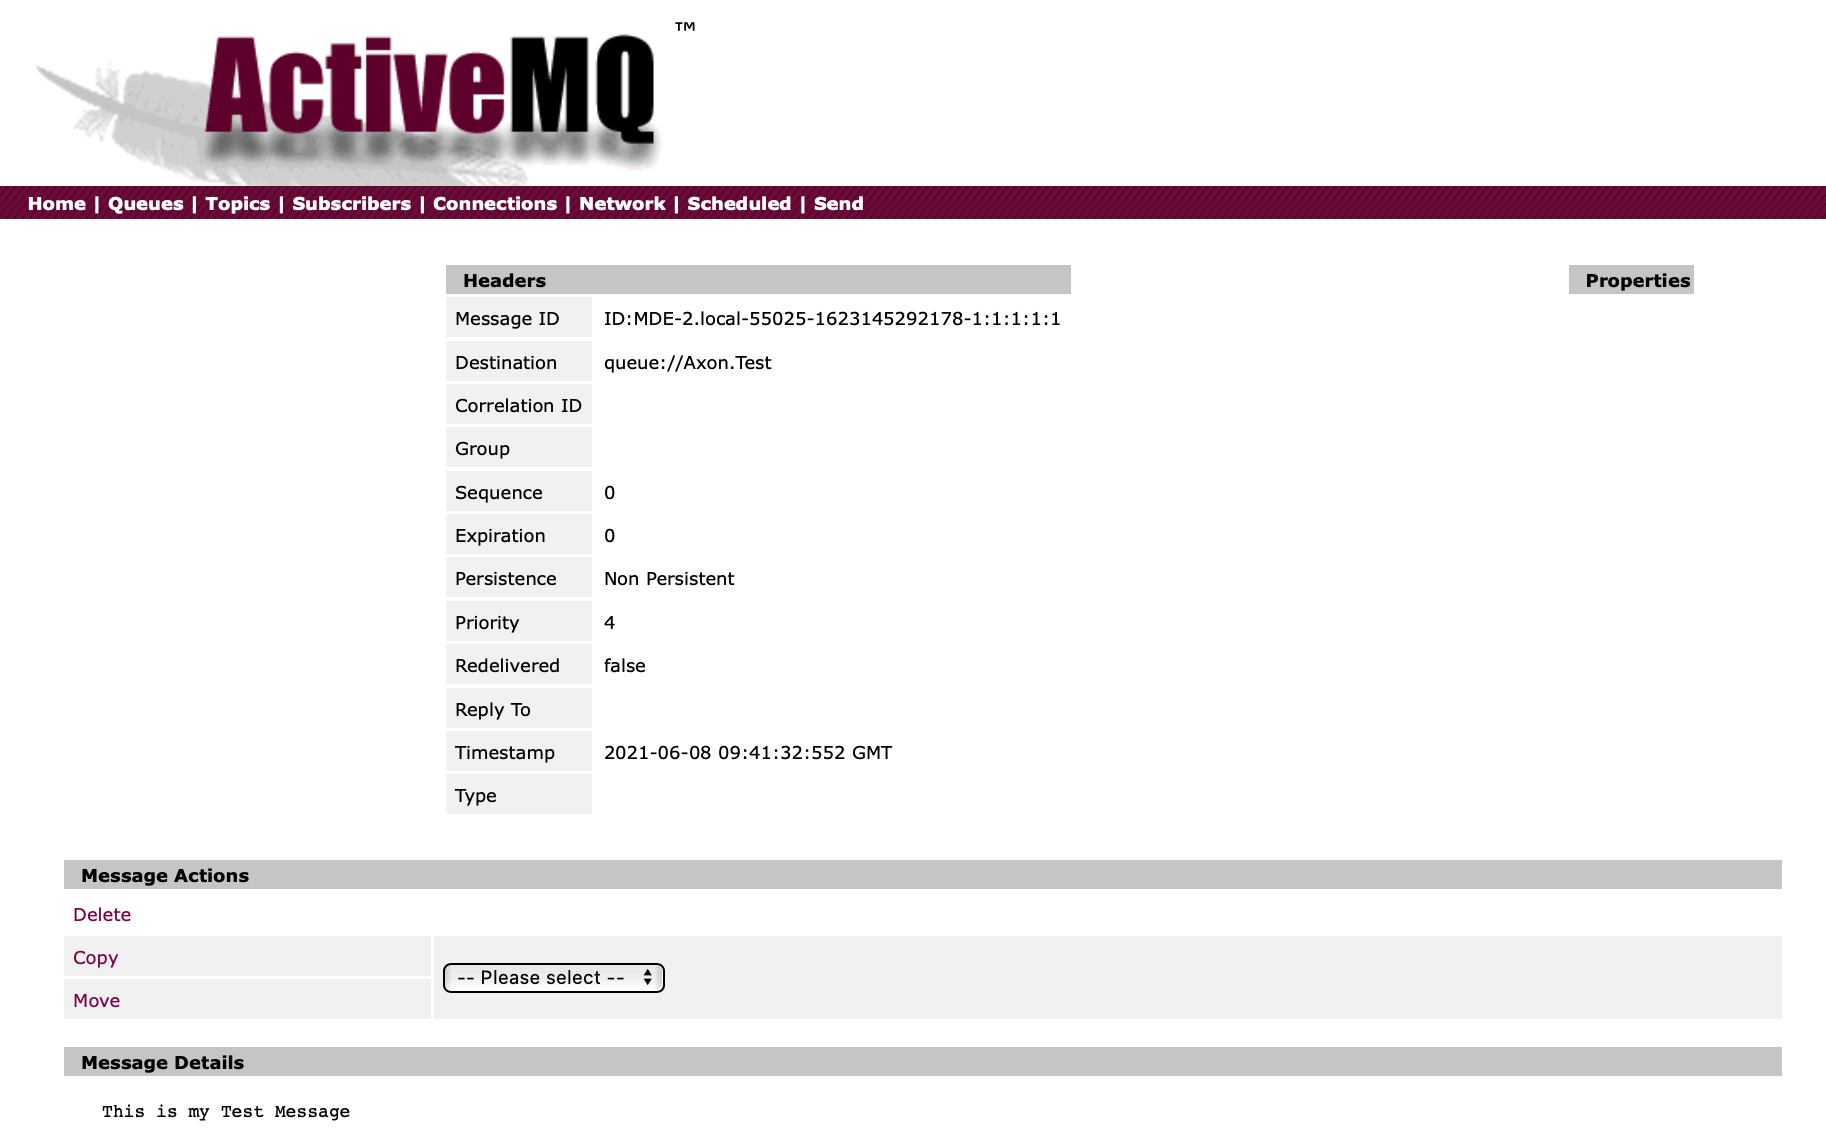 ActiveMQ™
Home | Queues | Topics | Subscribers | Connections | Network | Scheduled | Send
Headers
Message ID ID:MDE-2.local-55025-1623145292178-1:1:1:1:1
Destination queue://Axon.Test
Correlation ID
Group
Sequence 0
Expiration 0
Persistence Non Persistent
Priority 4
Redelivered false
Reply To
Timestamp 2021-06-08 09:41:32:552 GMT
Type
Properties
Message Actions
Delete
Copy
Move
-- Please select --
Message Details
This is my Test Message